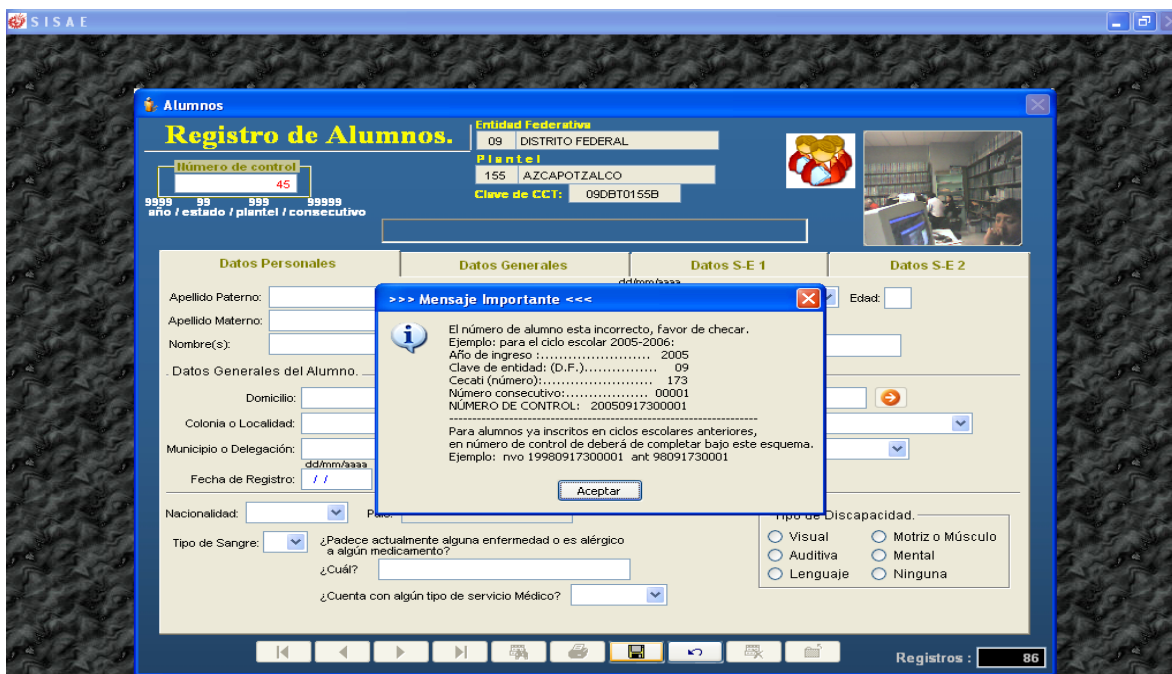 S I S A E
Alumnos
Registro de Alumnos.
Entidad Federativa
09 DISTRITO FEDERAL
Plantel
155 AZCAPOTZALCO
Clave de CCT: 09DBT0155B
Número de control
45
9999 99 999 99999
año / estado / plantel / consecutivo
Datos Personales
Datos Generales
Datos S-E 1
Datos S-E 2
dd/mm/aaaa
Apellido Paterno:
Edad:
Apellido Materno:
Nombre(s):
Datos Generales del Alumno.
Domicilio:
Colonia o Localidad:
Municipio o Delegación:
dd/mm/aaaa
Fecha de Registro: / /
>>> Mensaje Importante <<<
El número de alumno esta incorrecto, favor de checar.
Ejemplo: para el ciclo escolar 2005-2006:
Año de ingreso :....................... 2005
Clave de entidad: (D.F.)............... 09
Cecati (número):....................... 173
Número consecutivo:.................. 00001
NÚMERO DE CONTROL: 20050917300001
--------------------------------------------------------------
Para alumnos ya inscritos en ciclos escolares anteriores,
en número de control de deberá de completar bajo este esquema.
Ejemplo: nvo 19980917300001 ant 98091730001
Aceptar
Nacionalidad:
Tipo de Discapacidad.
Tipo de Sangre:
¿Padece actualmente alguna enfermedad o es alérgico
a algún medicamento?
¿Cuál?
¿Cuenta con algún tipo de servicio Médico?
Visual
Motriz o Músculo
Auditiva
Mental
Lenguaje
Ninguna
Registros : 86